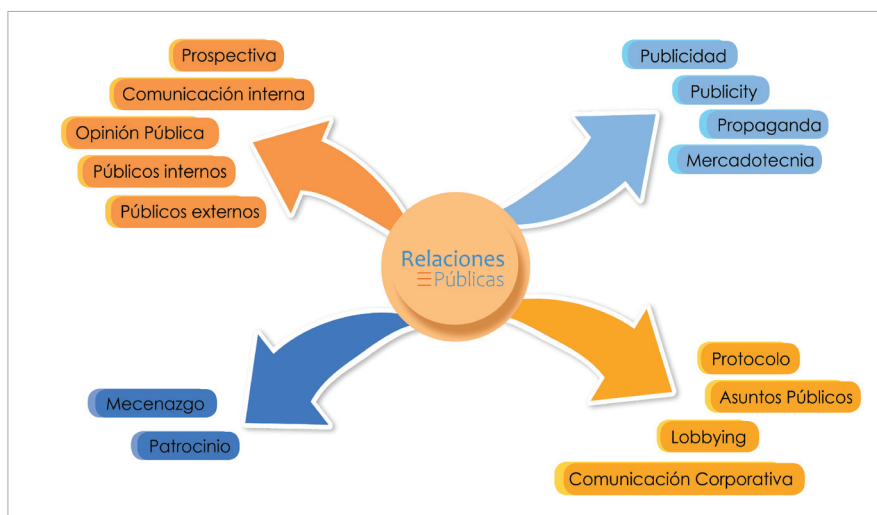 Prospectiva
Comunicación interna
Opinión Pública
Públicos internos
Públicos externos
Publicidad
Publicity
Propaganda
Mercadotecnia
Relaciones
Públicas
Mecenazgo
Patrocinio
Protocolo
Asuntos Públicos
Lobbying
Comunicación Corporativa